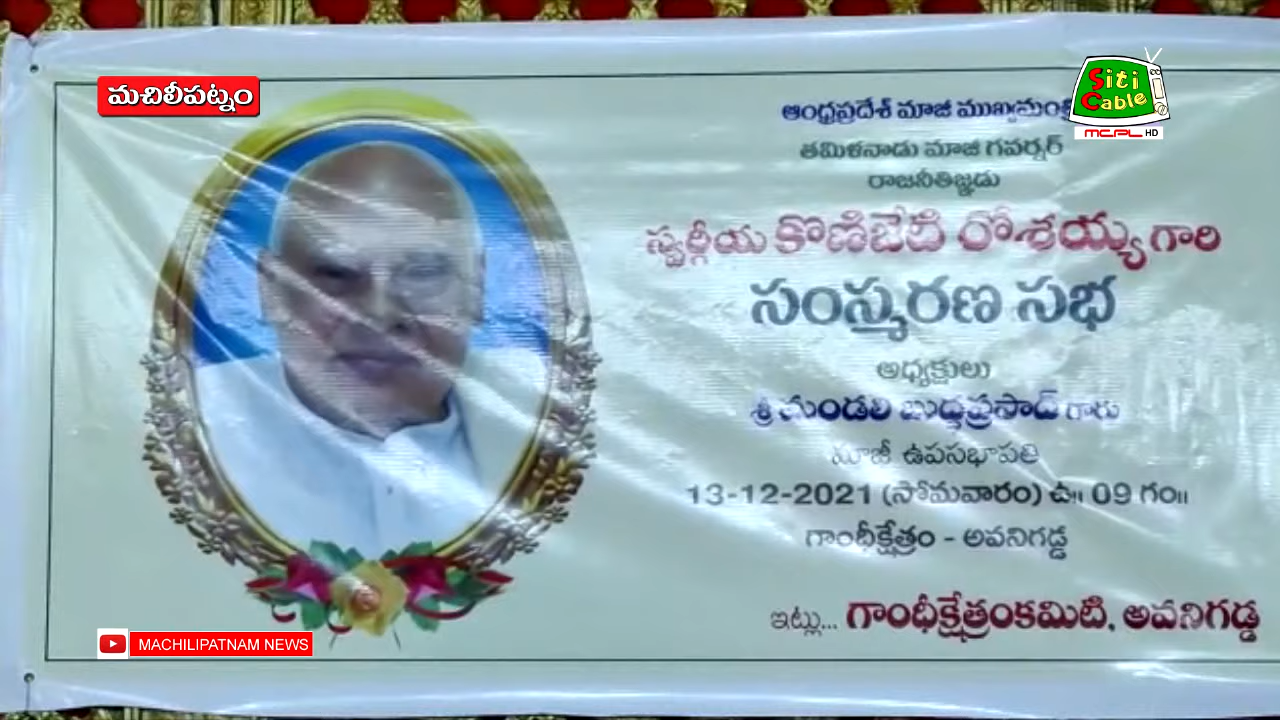 మచిలీపట్నం
Siti
Cable
MCPL HD
ఆంధ్రప్రదేశ్ మాజీ ముఖ్యమంత్రి
తమిళనాడు మాజీ గవర్నర్
రాజనీతిజ్ఞుడు
స్వర్గీయ కొణిజేటి రోశయ్య గారి
సంస్మరణ సభ
అధ్యక్షులు
శ్రీ మండలి బుద్ధప్రసాద్ గారు
మాజీ ఉపసభాపతి
13-12-2021 (సోమవారం) ఉ॥ 09 గం॥
గాంధీక్షేత్రం - అవనిగడ్డ
ఇట్లు... గాంధీక్షేత్రంకమిటి, అవనిగడ్డ
MACHILIPATNAM NEWS